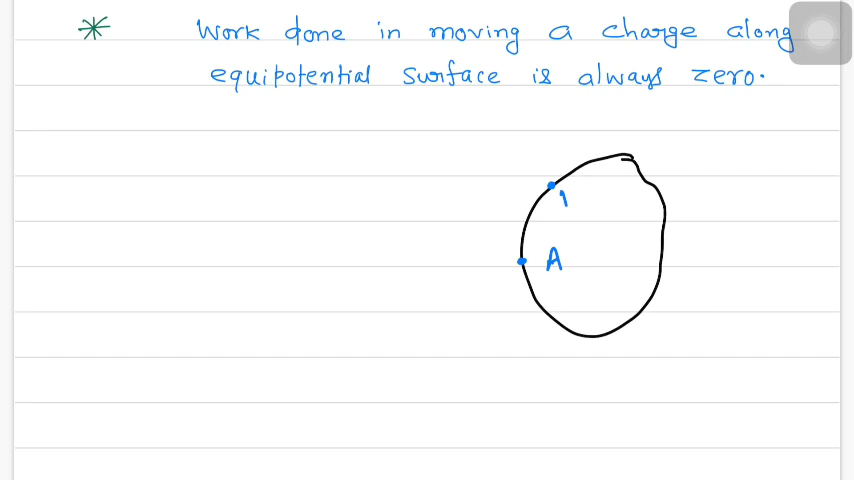 * Work done in moving a charge along
equipotential surface is always zero.
A